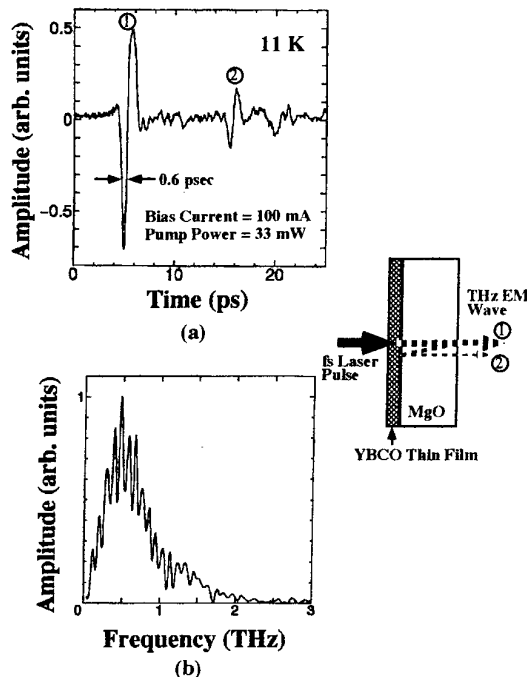 Amplitude (arb. units)
0.5
0
-0.5
①
11 K
②
0.6 psec
Bias Current = 100 mA
Pump Power = 33 mW
0 10 20
Time (ps)
(a)
THz EM
Wave
①
②
fs Laser
Pulse
MgO
YBCO Thin Film
Amplitude (arb. units)
1
0 1 2 3
Frequency (THz)
(b)